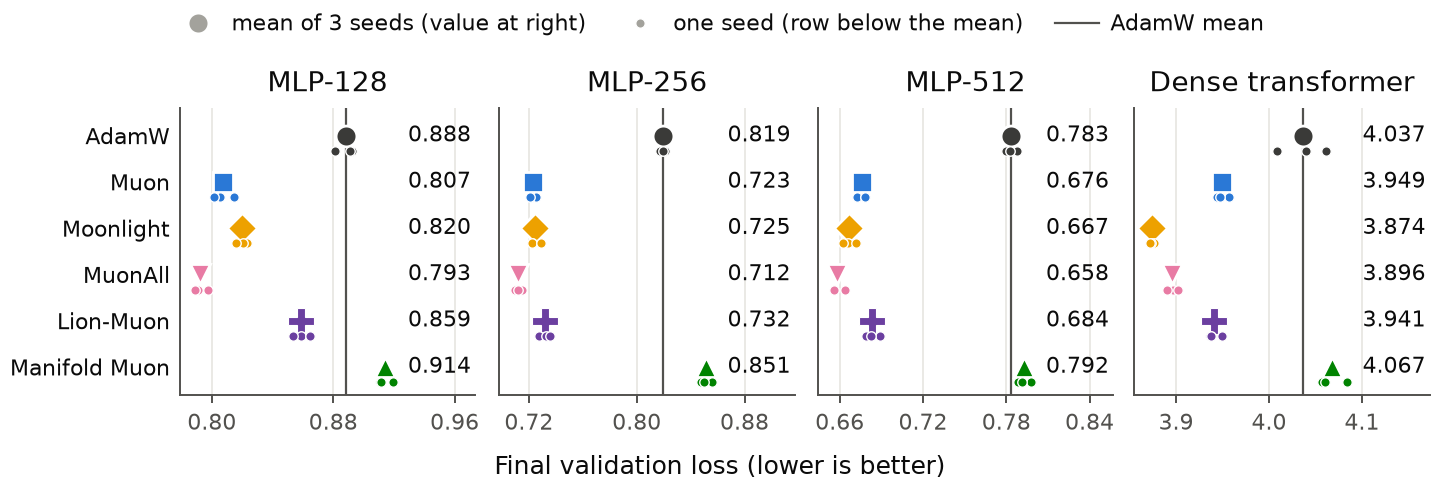 mean of 3 seeds (value at right)   one seed (row below the mean)   AdamW mean
MLP-128   MLP-256   MLP-512   Dense transformer
AdamW   0.888   0.819   0.783   4.037
Muon   0.807   0.723   0.676   3.949
Moonlight   0.820   0.725   0.667   3.874
MuonAll   0.793   0.712   0.658   3.896
Lion-Muon   0.859   0.732   0.684   3.941
Manifold Muon   0.914   0.851   0.792   4.067
0.80   0.88   0.96   0.72   0.80   0.88   0.66   0.72   0.78   0.84   3.9   4.0   4.1
Final validation loss (lower is better)